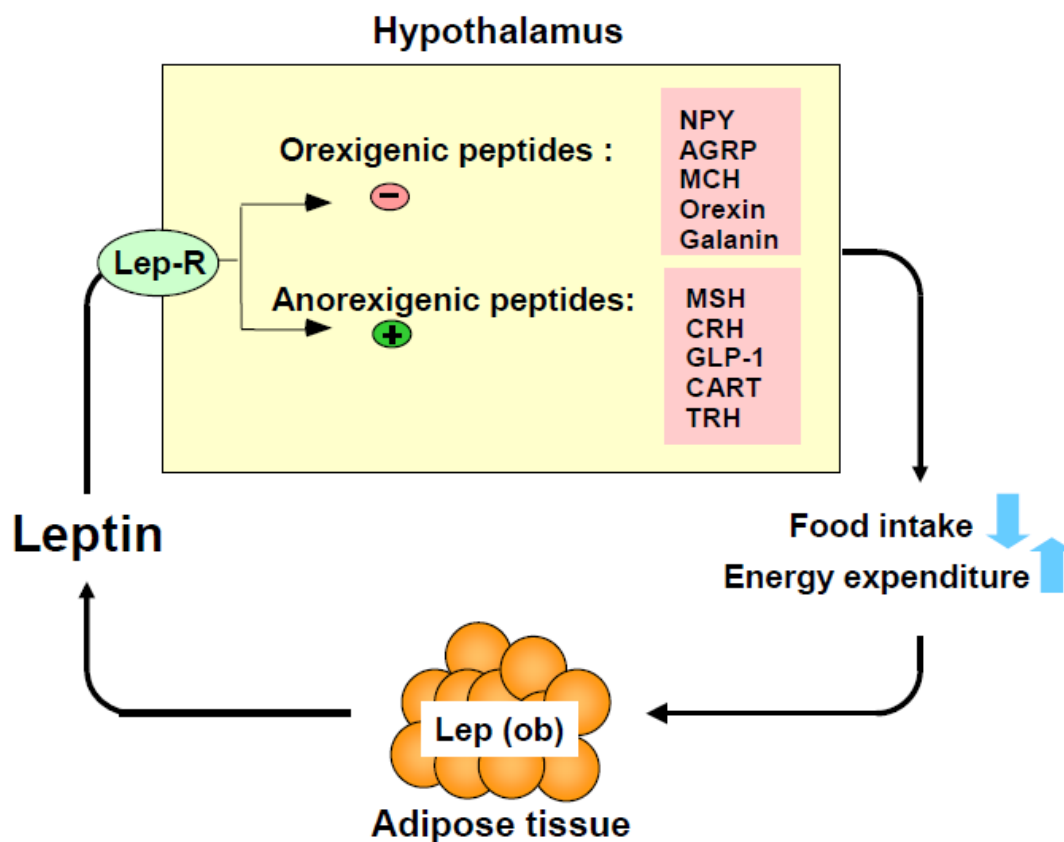 Hypothalamus
Orexigenic peptides :
−
NPY
AGRP
MCH
Orexin
Galanin
Lep-R
Anorexigenic peptides:
+
MSH
CRH
GLP-1
CART
TRH
Leptin
Food intake
Energy expenditure
Lep (ob)
Adipose tissue